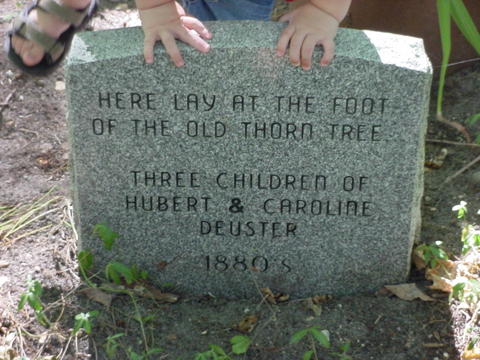 HERE LAY AT THE FOOT
OF THE OLD THORN TREE.
THREE CHILDREN OF
HUBERT & CAROLINE
DEUSTER
1880's